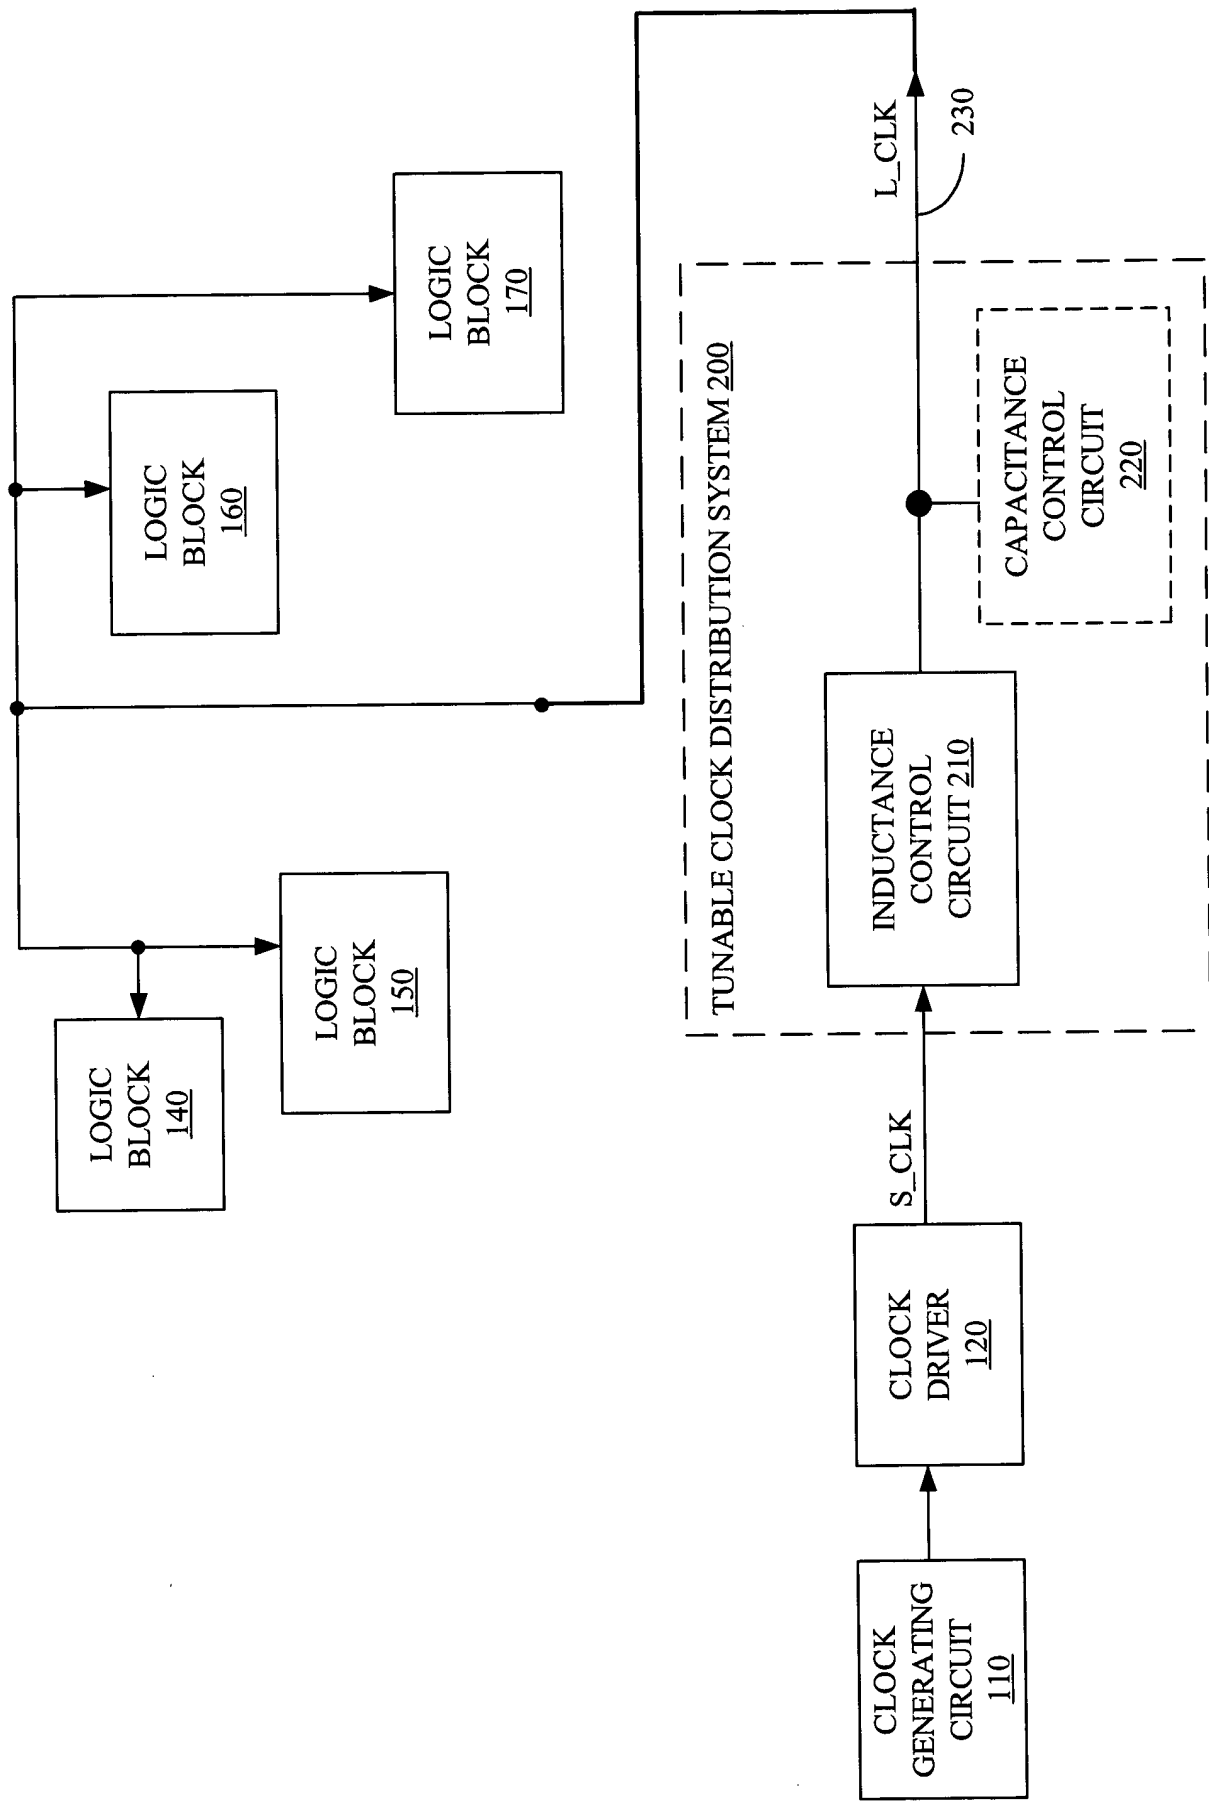 LOGIC
BLOCK
140
LOGIC
BLOCK
150
LOGIC
BLOCK
160
LOGIC
BLOCK
170
TUNABLE CLOCK DISTRIBUTION SYSTEM 200
CLOCK
GENERATING
CIRCUIT
110
CLOCK
DRIVER
120
S_CLK
INDUCTANCE
CONTROL
CIRCUIT 210
CAPACITANCE
CONTROL
CIRCUIT
220
L_CLK
230